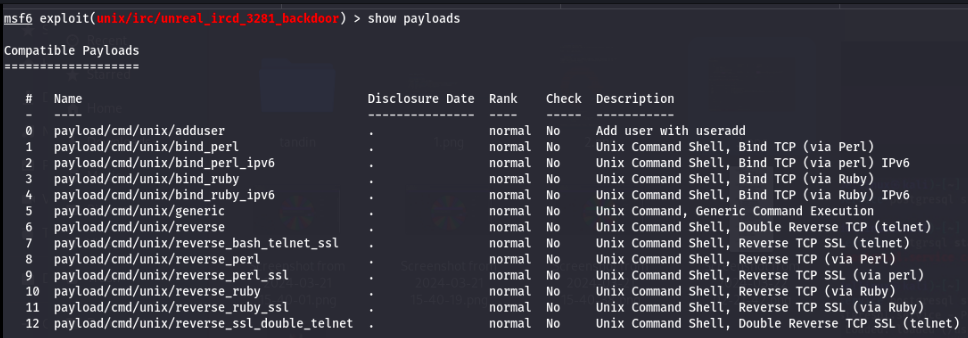 msf6 exploit(unix/irc/unreal_ircd_3281_backdoor) > show payloads
Compatible Payloads
===================
#   Name                                        Disclosure Date  Rank    Check  Description
-   ----                                        ---------------  ----    -----  -----------
0   payload/cmd/unix/adduser                    .                normal  No     Add user with useradd
1   payload/cmd/unix/bind_perl                  .                normal  No     Unix Command Shell, Bind TCP (via Perl)
2   payload/cmd/unix/bind_perl_ipv6             .                normal  No     Unix Command Shell, Bind TCP (via perl) IPv6
3   payload/cmd/unix/bind_ruby                  .                normal  No     Unix Command Shell, Bind TCP (via Ruby)
4   payload/cmd/unix/bind_ruby_ipv6             .                normal  No     Unix Command Shell, Bind TCP (via Ruby) IPv6
5   payload/cmd/unix/generic                    .                normal  No     Unix Command, Generic Command Execution
6   payload/cmd/unix/reverse                    .                normal  No     Unix Command Shell, Double Reverse TCP (telnet)
7   payload/cmd/unix/reverse_bash_telnet_ssl    .                normal  No     Unix Command Shell, Reverse TCP SSL (telnet)
8   payload/cmd/unix/reverse_perl               .                normal  No     Unix Command Shell, Reverse TCP (via Perl)
9   payload/cmd/unix/reverse_perl_ssl           .                normal  No     Unix Command Shell, Reverse TCP SSL (via perl)
10  payload/cmd/unix/reverse_ruby               .                normal  No     Unix Command Shell, Reverse TCP (via Ruby)
11  payload/cmd/unix/reverse_ruby_ssl           .                normal  No     Unix Command Shell, Reverse TCP SSL (via Ruby)
12  payload/cmd/unix/reverse_ssl_double_telnet  .                normal  No     Unix Command Shell, Double Reverse TCP SSL (telnet)